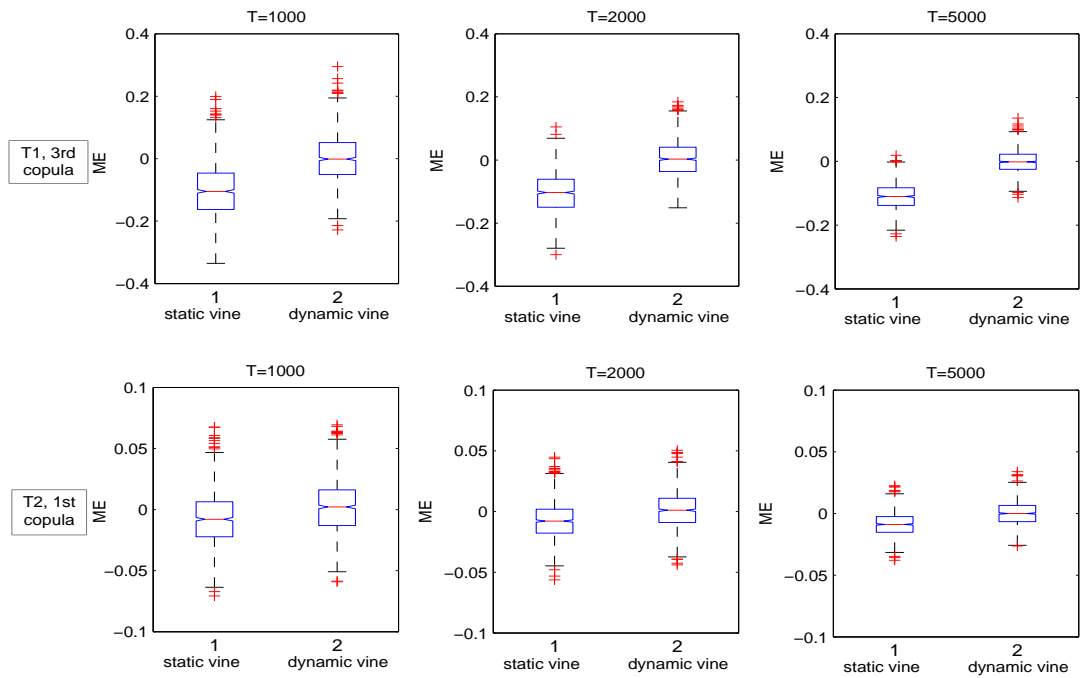 T=1000
T=2000
T=5000
T1, 3rd
copula
ME
0.4
0.2
0
−0.2
−0.4
1
2
static vine
dynamic vine
ME
0.4
0.2
0
−0.2
−0.4
1
2
static vine
dynamic vine
ME
0.4
0.2
0
−0.2
−0.4
1
2
static vine
dynamic vine
T=1000
T=2000
T=5000
T2, 1st
copula
ME
0.1
0.05
0
−0.05
−0.1
1
2
static vine
dynamic vine
ME
0.1
0.05
0
−0.05
−0.1
1
2
static vine
dynamic vine
ME
0.1
0.05
0
−0.05
−0.1
1
2
static vine
dynamic vine